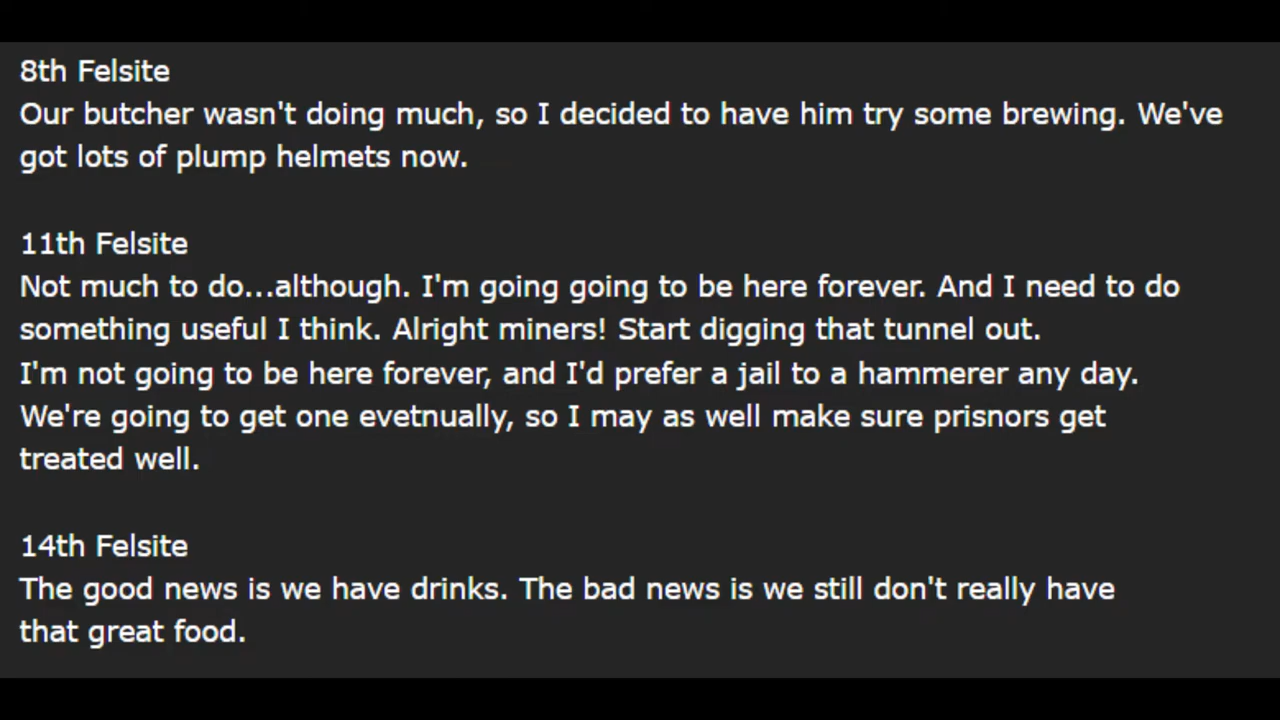 8th Felsite
Our butcher wasn't doing much, so I decided to have him try some brewing. We've
got lots of plump helmets now.
11th Felsite
Not much to do...although. I'm going going to be here forever. And I need to do
something useful I think. Alright miners! Start digging that tunnel out.
I'm not going to be here forever, and I'd prefer a jail to a hammerer any day.
We're going to get one evetnually, so I may as well make sure prisnors get
treated well.
14th Felsite
The good news is we have drinks. The bad news is we still don't really have
that great food.